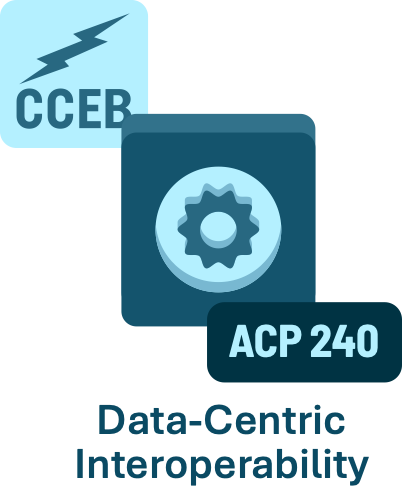 CCEB
ACP 240
Data-Centric
Interoperability